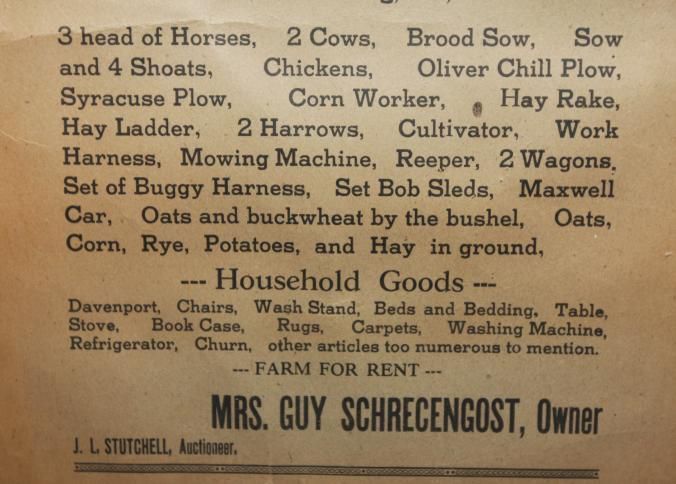 3 head of Horses, 2 Cows, Brood Sow, Sow
and 4 Shoats, Chickens, Oliver Chill Plow,
Syracuse Plow, Corn Worker, Hay Rake,
Hay Ladder, 2 Harrows, Cultivator, Work
Harness, Mowing Machine, Reeper, 2 Wagons,
Set of Buggy Harness, Set Bob Sleds, Maxwell
Car, Oats and buckwheat by the bushel, Oats,
Corn, Rye, Potatoes, and Hay in ground,
--- Household Goods ---
Davenport, Chairs, Wash Stand, Beds and Bedding, Table,
Stove, Book Case, Rugs, Carpets, Washing Machine,
Refrigerator, Churn, other articles too numerous to mention.
--- FARM FOR RENT ---
MRS. GUY SCHRECENGOST, Owner
J. L. STUTCHELL, Auctioneer.